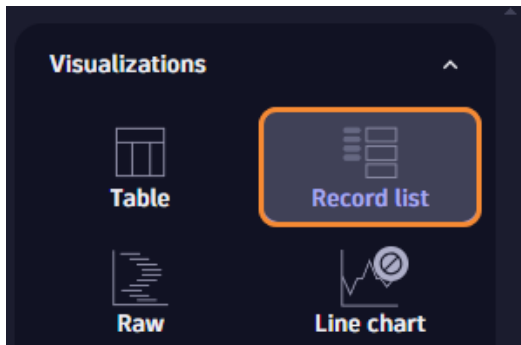 Visualizations
Table
Record list
Raw
Line chart